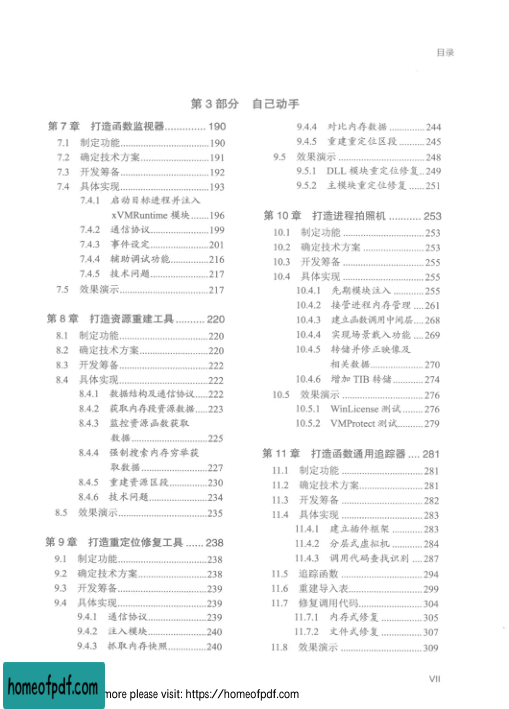 目录
第3部分 自己动手
第7章 打造函数监视器.............. 190
7.1 制定功能.............................. 190
7.2 确定技术方案........................ 191
7.3 开发筹备.............................. 192
7.4 具体实现.............................. 193
7.4.1 启动目标进程并注入
xVMRuntime 模块....... 196
7.4.2 通信协议.................... 199
7.4.3 事件设定.................... 201
7.4.4 辅助调试功能............. 216
7.4.5 技术问题.................... 217
7.5 效果演示.............................. 217
第8章 打造资源重建工具.......... 220
8.1 制定功能.............................. 220
8.2 确定技术方案........................ 220
8.3 开发筹备.............................. 222
8.4 具体实现.............................. 222
8.4.1 数据结构及通信协议..... 222
8.4.2 获取内存段资源数据.... 223
8.4.3 监控资源函数获取
数据.......................... 225
8.4.4 强制搜索内存穷举获
取数据....................... 227
8.4.5 重建资源区段............. 230
8.4.6 技术问题.................... 234
8.5 效果演示.............................. 235
第9章 打造重定位修复工具...... 238
9.1 制定功能.............................. 238
9.2 确定技术方案........................ 238
9.3 开发筹备.............................. 239
9.4 具体实现.............................. 239
9.4.1 通信协议.................... 239
9.4.2 注入模块.................... 240
9.4.3 抓取内存快照............. 240
9.4.4 对比内存数据............. 244
9.4.5 重建重定位区段......... 245
9.5 效果演示.............................. 248
9.5.1 DLL 模块重定位修复.. 249
9.5.2 主模块重定位修复...... 251
第10章 打造进程拍照机........... 253
10.1 制定功能............................ 253
10.2 确定技术方案..................... 253
10.3 开发筹备............................ 255
10.4 具体实现............................ 255
10.4.1 先期模块注入........... 255
10.4.2 接管进程内存管理.... 261
10.4.3 建立函数调用中间层.... 268
10.4.4 实现场景载入功能.... 269
10.4.5 转储并修正映像及
相关数据.................. 270
10.4.6 增加 TIB 转储........... 274
10.5 效果演示............................ 276
10.5.1 WinLicense 测试........ 276
10.5.2 VMProtect 测试......... 279
第11章 打造函数通用追踪器.... 281
11.1 制定功能............................ 281
11.2 确定技术方案..................... 281
11.3 开发筹备............................ 282
11.4 具体实现............................ 283
11.4.1 建立插件框架........... 283
11.4.2 分层式虚拟机........... 284
11.4.3 调用代码查找识别.... 287
11.5 追踪函数............................ 294
11.6 重建导入表......................... 299
11.7 修复调用代码..................... 304
11.7.1 内存式修复.............. 305
11.7.2 文件式修复.............. 307
11.8 效果演示............................ 309
VII
homeofpdf.com
more please visit: https://homeofpdf.com